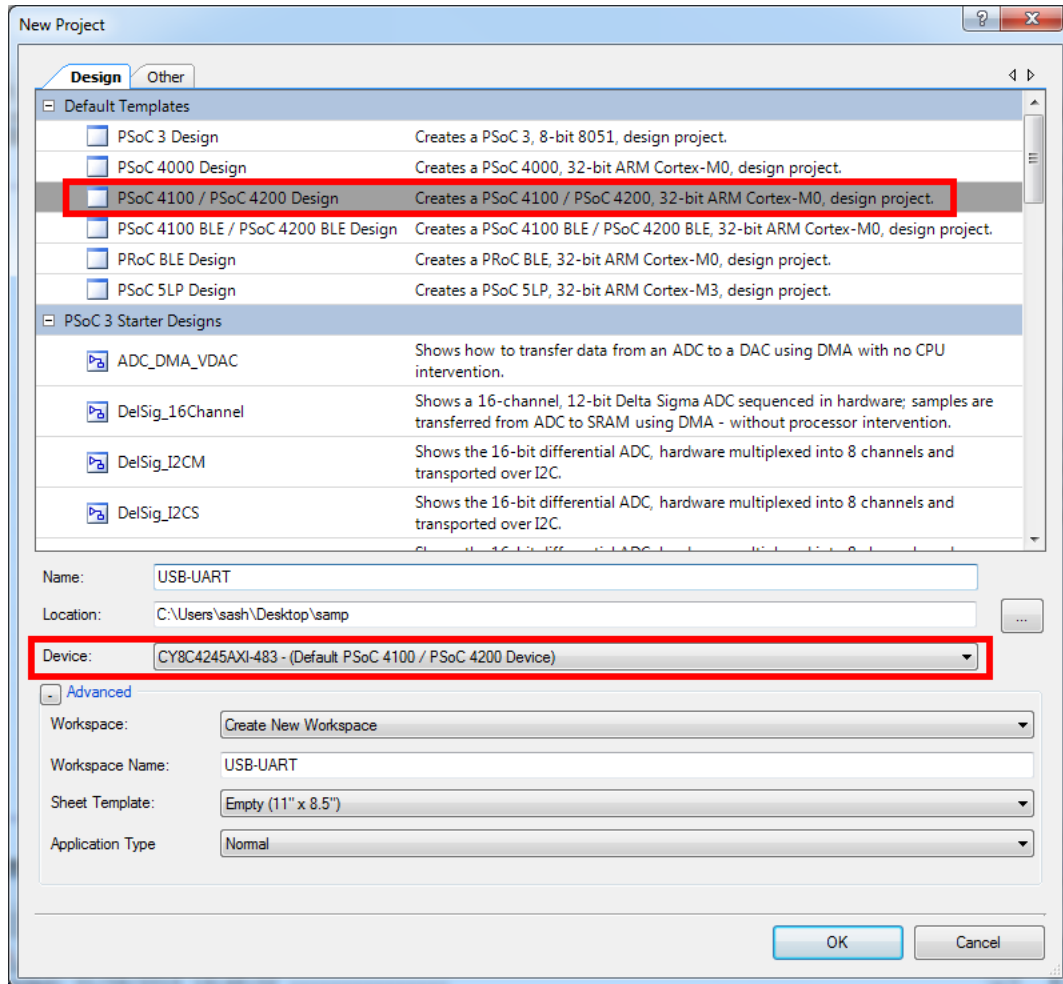 New Project
Design Other
Default Templates
PSoC 3 Design Creates a PSoC 3, 8-bit 8051, design project.
PSoC 4000 Design Creates a PSoC 4000, 32-bit ARM Cortex-M0, design project.
PSoC 4100 / PSoC 4200 Design Creates a PSoC 4100 / PSoC 4200, 32-bit ARM Cortex-M0, design project.
PSoC 4100 BLE / PSoC 4200 BLE Design Creates a PSoC 4100 BLE / PSoC 4200 BLE, 32-bit ARM Cortex-M0, design project.
PRoC BLE Design Creates a PRoC BLE, 32-bit ARM Cortex-M0, design project.
PSoC 5LP Design Creates a PSoC 5LP, 32-bit ARM Cortex-M3, design project.
PSoC 3 Starter Designs
ADC_DMA_VDAC Shows how to transfer data from an ADC to a DAC using DMA with no CPU
intervention.
DelSig_16Channel Shows a 16-channel, 12-bit Delta Sigma ADC sequenced in hardware; samples are
transferred from ADC to SRAM using DMA - without processor intervention.
DelSig_I2CM Shows the 16-bit differential ADC, hardware multiplexed into 8 channels and
transported over I2C.
DelSig_I2CS Shows the 16-bit differential ADC, hardware multiplexed into 8 channels and
transported over I2C.
Name: USB-UART
Location: C:\Users\sash\Desktop\samp
...
Device: CY8C4245AXI-483 - (Default PSoC 4100 / PSoC 4200 Device)
Advanced
Workspace: Create New Workspace
Workspace Name: USB-UART
Sheet Template: Empty (11" x 8.5")
Application Type Normal
OK Cancel